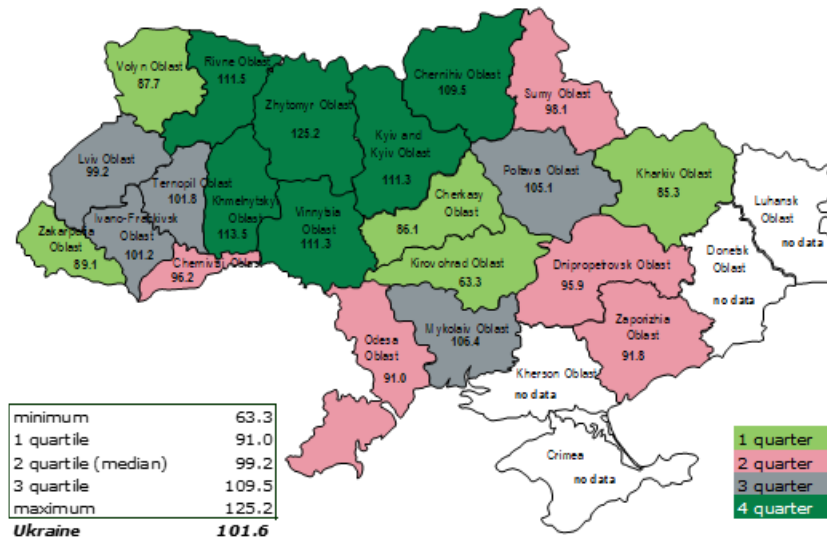 Volyn Oblast
87.7
Rivne Oblast
111.5
Zhytomyr Oblast
125.2
Kyiv and
Kyiv Oblast
111.3
Chernihiv Oblast
109.5
Sumy Oblast
98.1
Lviv Oblast
99.2
Ternopil Oblast
101.8
Khmelnytsky
Oblast
113.5
Vinnytsia
Oblast
111.3
Cherkasy
Oblast
86.1
Poltava Oblast
105.1
Kharkiv Oblast
85.3
Luhansk
Oblast
no data
Zakarpattia
Oblast
89.1
Ivano-Frankivsk
Oblast
101.2
Chernivtsi Oblast
96.2
Kirovohrad Oblast
63.3
Dnipropetrovsk Oblast
95.9
Donetsk
Oblast
no data
Odesa
Oblast
91.0
Mykolaiv Oblast
106.4
Zaporizhia
Oblast
91.8
Kherson Oblast
no data
Crimea
no data
minimum 63.3
1 quartile 91.0
2 quartile (median) 99.2
3 quartile 109.5
maximum 125.2
Ukraine 101.6
1 quarter
2 quarter
3 quarter
4 quarter